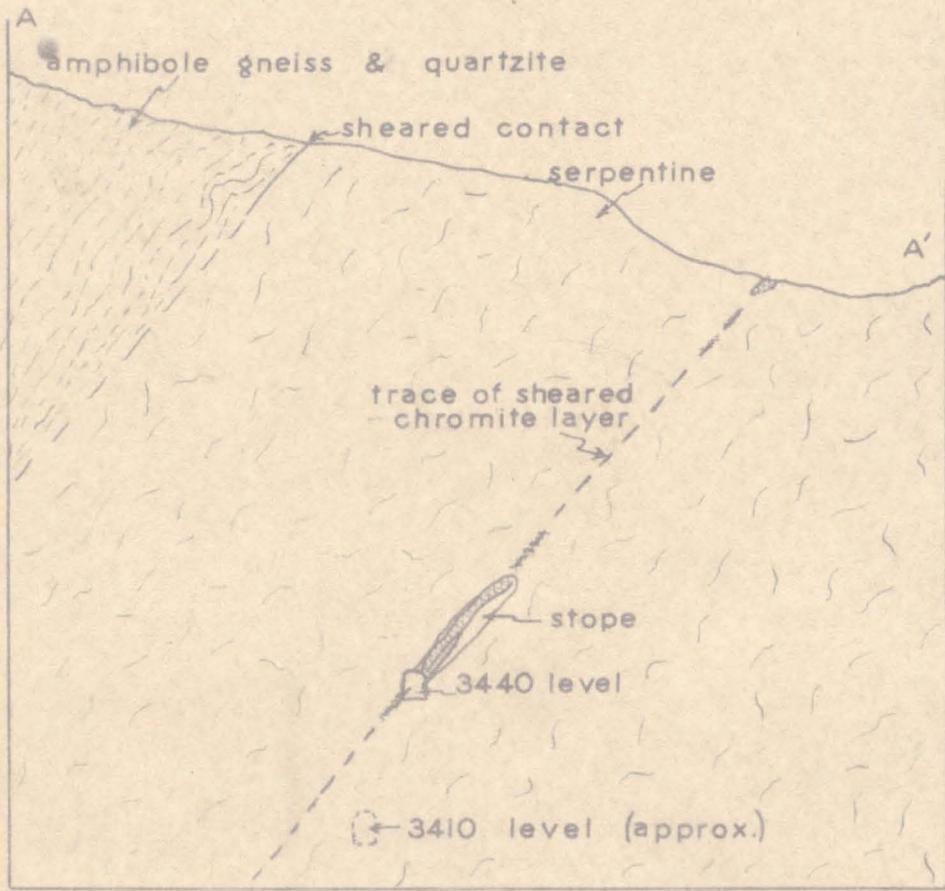 A
amphibole gneiss & quartzite
sheared contact
serpentine
A'
trace of sheared
chromite layer
stope
3440 level
3410 level (approx.)